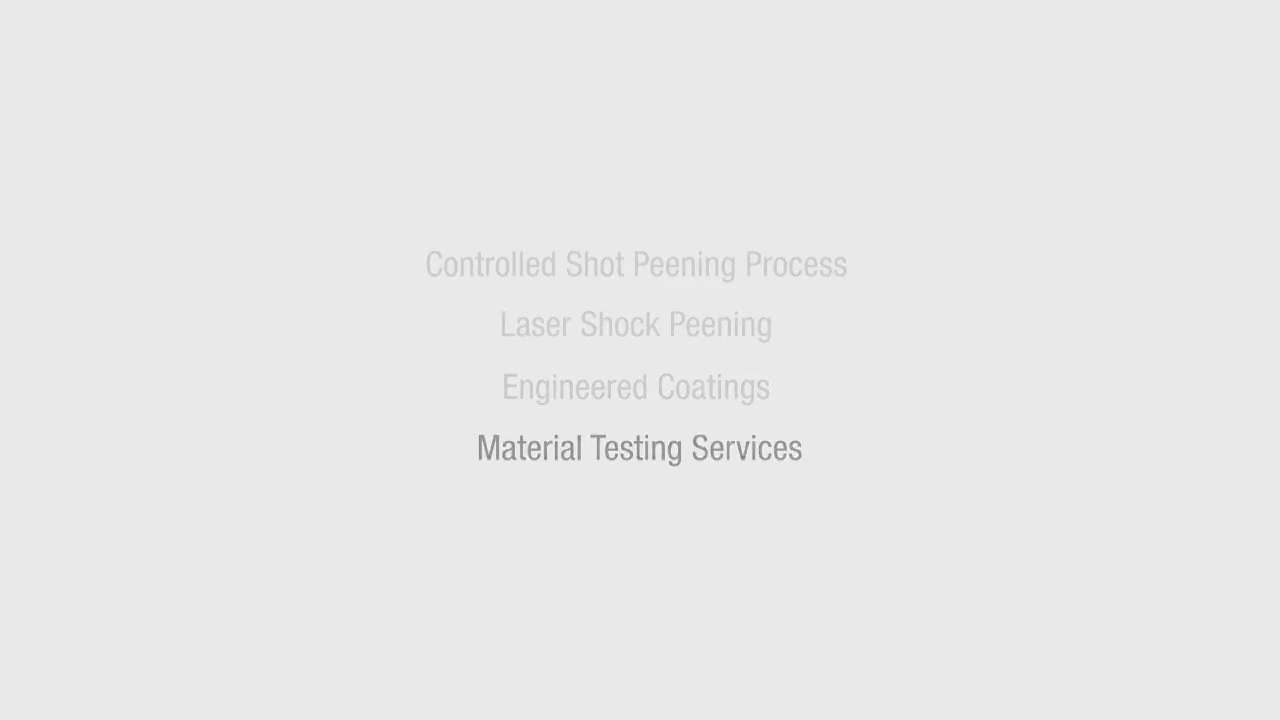 Controlled Shot Peening Process
Laser Shock Peening
Engineered Coatings
Material Testing Services